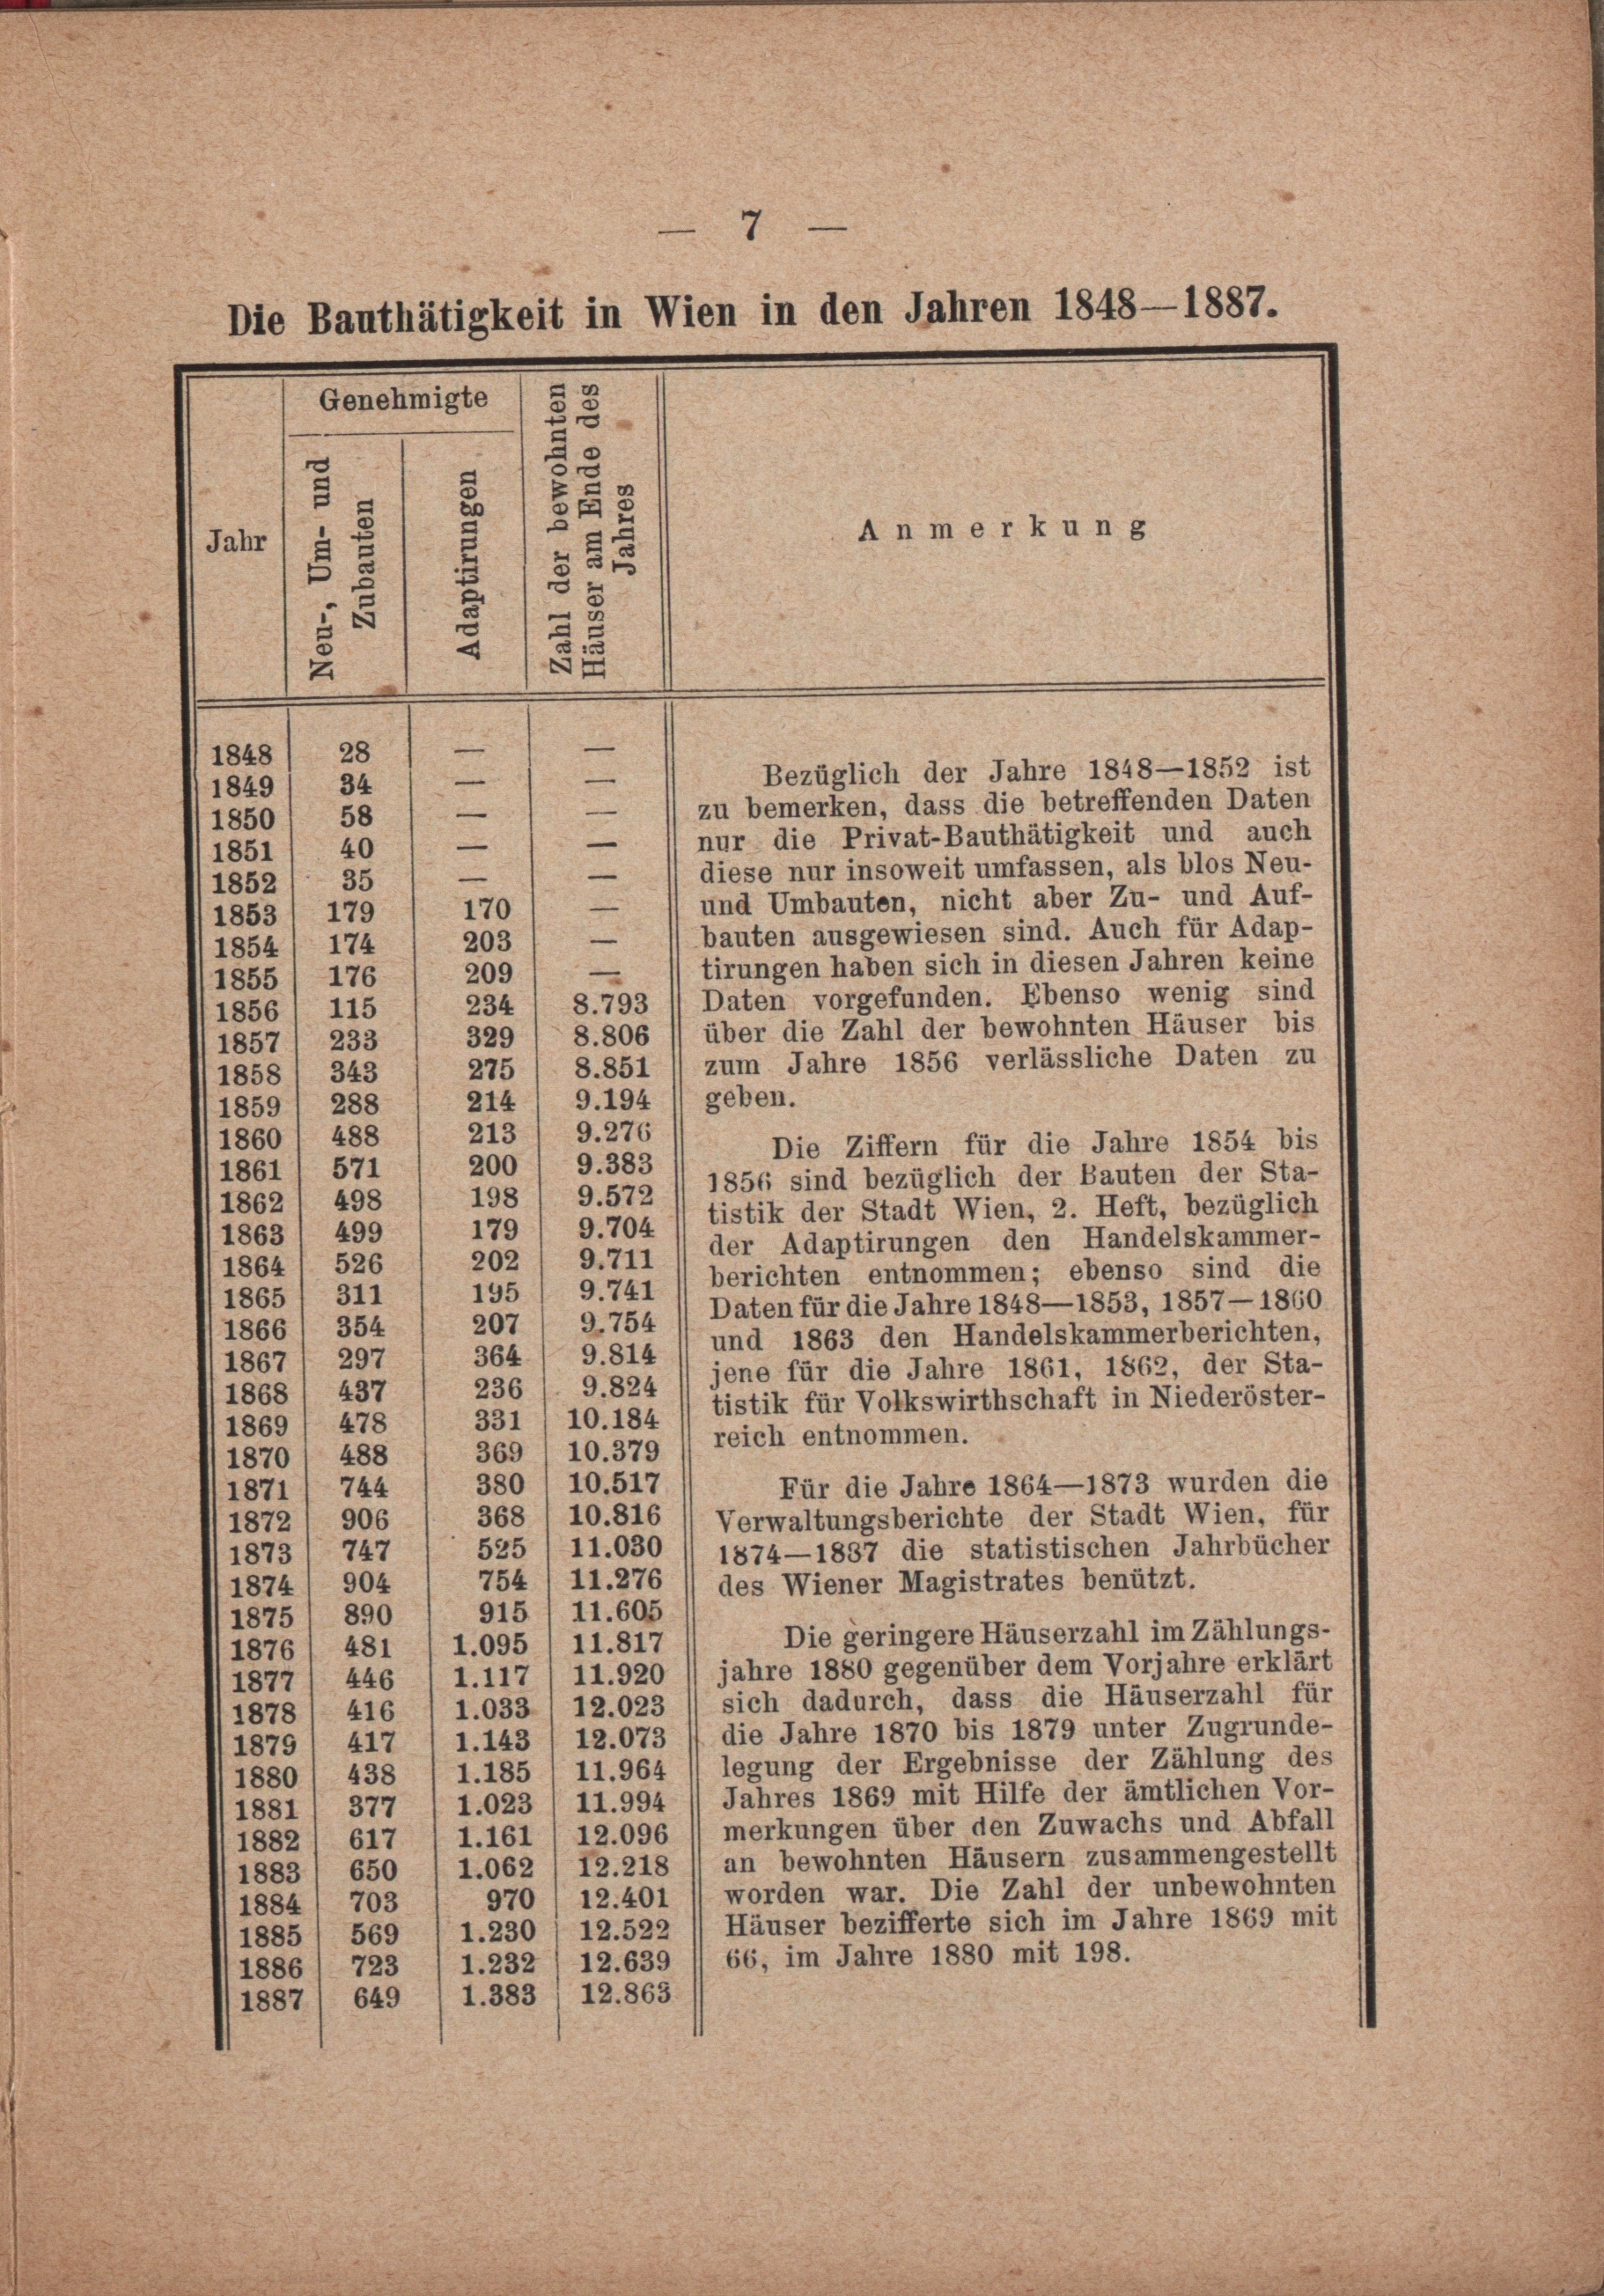 — 7 —
Die Bauthätigkeit in Wien in den Jahren 1848—1887.
Jahr
Genehmigte
Neu-, Um- und
Zubauten
Adaptirungen
Zahl der bewohnten
Häuser am Ende des
Jahres
Anmerkung
1848 28 — —
1849 34 — —
1850 58 — —
1851 40 — —
1852 35 — —
1853 179 170 —
1854 174 203 —
1855 176 209 —
1856 115 234 8.793
1857 233 329 8.806
1858 343 275 8.851
1859 288 214 9.194
1860 488 213 9.276
1861 571 200 9.383
1862 498 198 9.572
1863 499 179 9.704
1864 526 202 9.711
1865 311 195 9.741
1866 354 207 9.754
1867 297 364 9.814
1868 437 236 9.824
1869 478 331 10.184
1870 488 369 10.379
1871 744 380 10.517
1872 906 368 10.816
1873 747 525 11.030
1874 904 754 11.276
1875 890 915 11.605
1876 481 1.095 11.817
1877 446 1.117 11.920
1878 416 1.033 12.023
1879 417 1.143 12.073
1880 438 1.185 11.964
1881 377 1.023 11.994
1882 617 1.161 12.096
1883 650 1.062 12.218
1884 703 970 12.401
1885 569 1.230 12.522
1886 723 1.232 12.639
1887 649 1.383 12.863
Bezüglich der Jahre 1848—1852 ist
zu bemerken, dass die betreffenden Daten
nur die Privat-Bauthätigkeit und auch
diese nur insoweit umfassen, als blos Neu-
und Umbauten, nicht aber Zu- und Auf-
bauten ausgewiesen sind. Auch für Adap-
tirungen haben sich in diesen Jahren keine
Daten vorgefunden. Ebenso wenig sind
über die Zahl der bewohnten Häuser bis
zum Jahre 1856 verlässliche Daten zu
geben.
Die Ziffern für die Jahre 1854 bis
1856 sind bezüglich der Bauten der Sta-
tistik der Stadt Wien, 2. Heft, bezüglich
der Adaptirungen den Handelskammer-
berichten entnommen; ebenso sind die
Daten für die Jahre 1848—1853, 1857—1860
und 1863 den Handelskammerberichten,
jene für die Jahre 1861, 1862, der Sta-
tistik für Volkswirthschaft in Niederöster-
reich entnommen.
Für die Jahre 1864—1873 wurden die
Verwaltungsberichte der Stadt Wien, für
1874—1887 die statistischen Jahrbücher
des Wiener Magistrates benützt.
Die geringere Häuserzahl im Zählungs-
jahre 1880 gegenüber dem Vorjahre erklärt
sich dadurch, dass die Häuserzahl für
die Jahre 1870 bis 1879 unter Zugrunde-
legung der Ergebnisse der Zählung des
Jahres 1869 mit Hilfe der ämtlichen Vor-
merkungen über den Zuwachs und Abfall
an bewohnten Häusern zusammengestellt
worden war. Die Zahl der unbewohnten
Häuser bezifferte sich im Jahre 1869 mit
66, im Jahre 1880 mit 198.